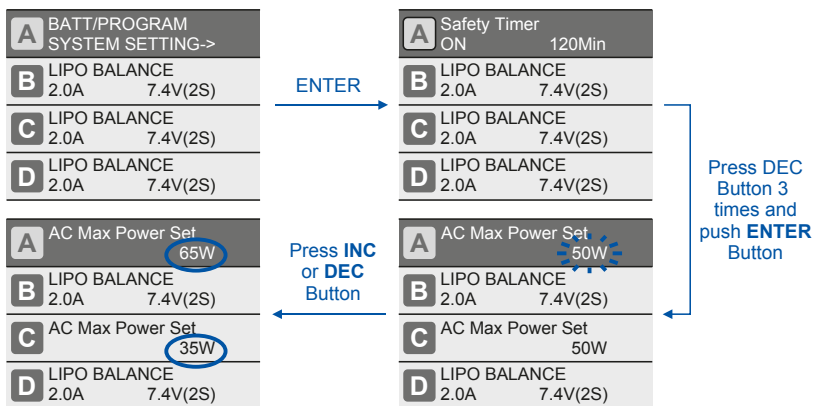 A BATT/PROGRAM
SYSTEM SETTING->
B LIPO BALANCE
2.0A 7.4V(2S)
C LIPO BALANCE
2.0A 7.4V(2S)
D LIPO BALANCE
2.0A 7.4V(2S)
ENTER
A Safety Timer
ON 120Min
B LIPO BALANCE
2.0A 7.4V(2S)
C LIPO BALANCE
2.0A 7.4V(2S)
D LIPO BALANCE
2.0A 7.4V(2S)
Press DEC
Button 3
times and
push ENTER
Button
A AC Max Power Set
50W
B LIPO BALANCE
2.0A 7.4V(2S)
C AC Max Power Set
50W
D LIPO BALANCE
2.0A 7.4V(2S)
Press INC
or DEC
Button
A AC Max Power Set
65W
B LIPO BALANCE
2.0A 7.4V(2S)
C AC Max Power Set
35W
D LIPO BALANCE
2.0A 7.4V(2S)